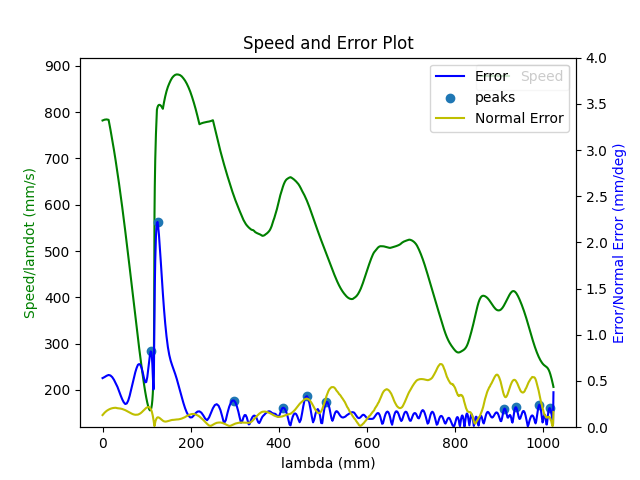 Speed and Error Plot
Speed/lamdot (mm/s)
900
800
700
600
500
400
300
200
Error
Speed
peaks
Normal Error
4.0
3.5
3.0
2.5
2.0
1.5
1.0
0.5
0.0
Error/Normal Error (mm/deg)
0
200
400
600
800
1000
lambda (mm)